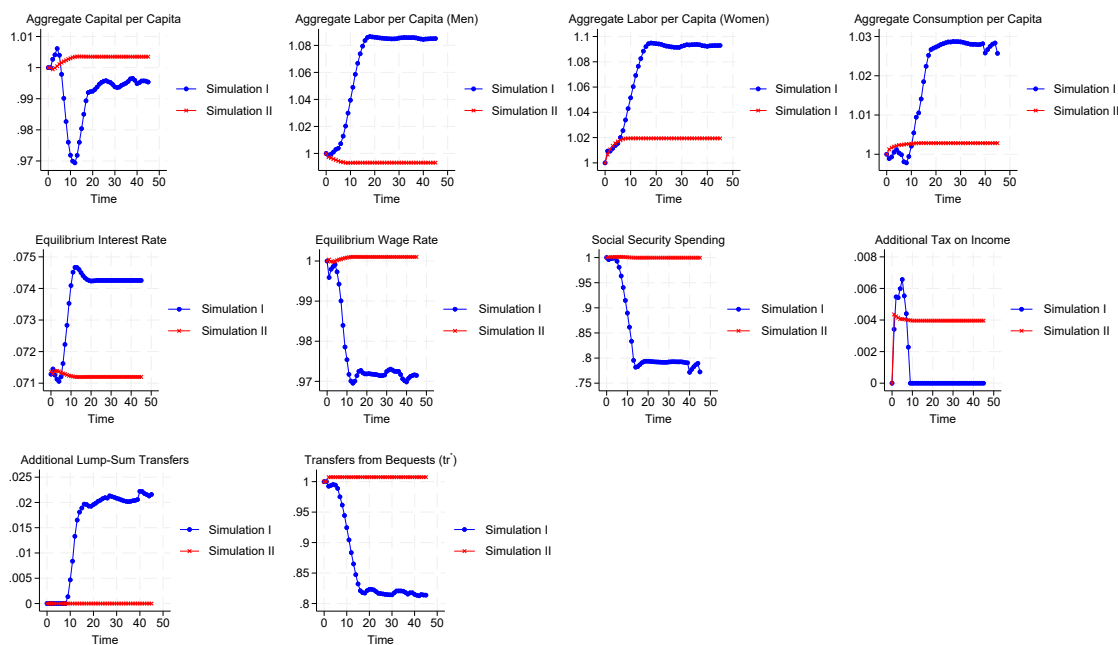 Aggregate Capital per Capita
1.01
1
.99
.98
.97
0 10 20 30 40 50
Time
Simulation I
Simulation II
Aggregate Labor per Capita (Men)
1.08
1.06
1.04
1.02
1.00
0 10 20 30 40 50
Time
Simulation I
Simulation II
Aggregate Labor per Capita (Women)
1.1
1.08
1.06
1.04
1.02
1
0 10 20 30 40 50
Time
Simulation I
Simulation I
Aggregate Consumption per Capita
1.03
1.02
1.01
1.00
0 10 20 30 40 50
Time
Simulation I
Simulation II
Equilibrium Interest Rate
.075
.074
.073
.072
.071
0 10 20 30 40 50
Time
Simulation I
Simulation II
Equilibrium Wage Rate
1
.99
.98
.97
0 10 20 30 40 50
Time
Simulation I
Simulation II
Social Security Spending
1
.95
.9
.85
.8
.75
0 10 20 30 40 50
Time
Simulation I
Simulation II
Additional Tax on Income
.008
.006
.004
.002
0
0 10 20 30 40 50
Time
Simulation I
Simulation II
Additional Lump-Sum Transfers
.025
.02
.015
.01
.005
0
0 10 20 30 40 50
Time
Simulation I
Simulation II
Transfers from Bequests (tr*)
1
.95
.9
.85
.8
0 10 20 30 40 50
Time
Simulation I
Simulation II